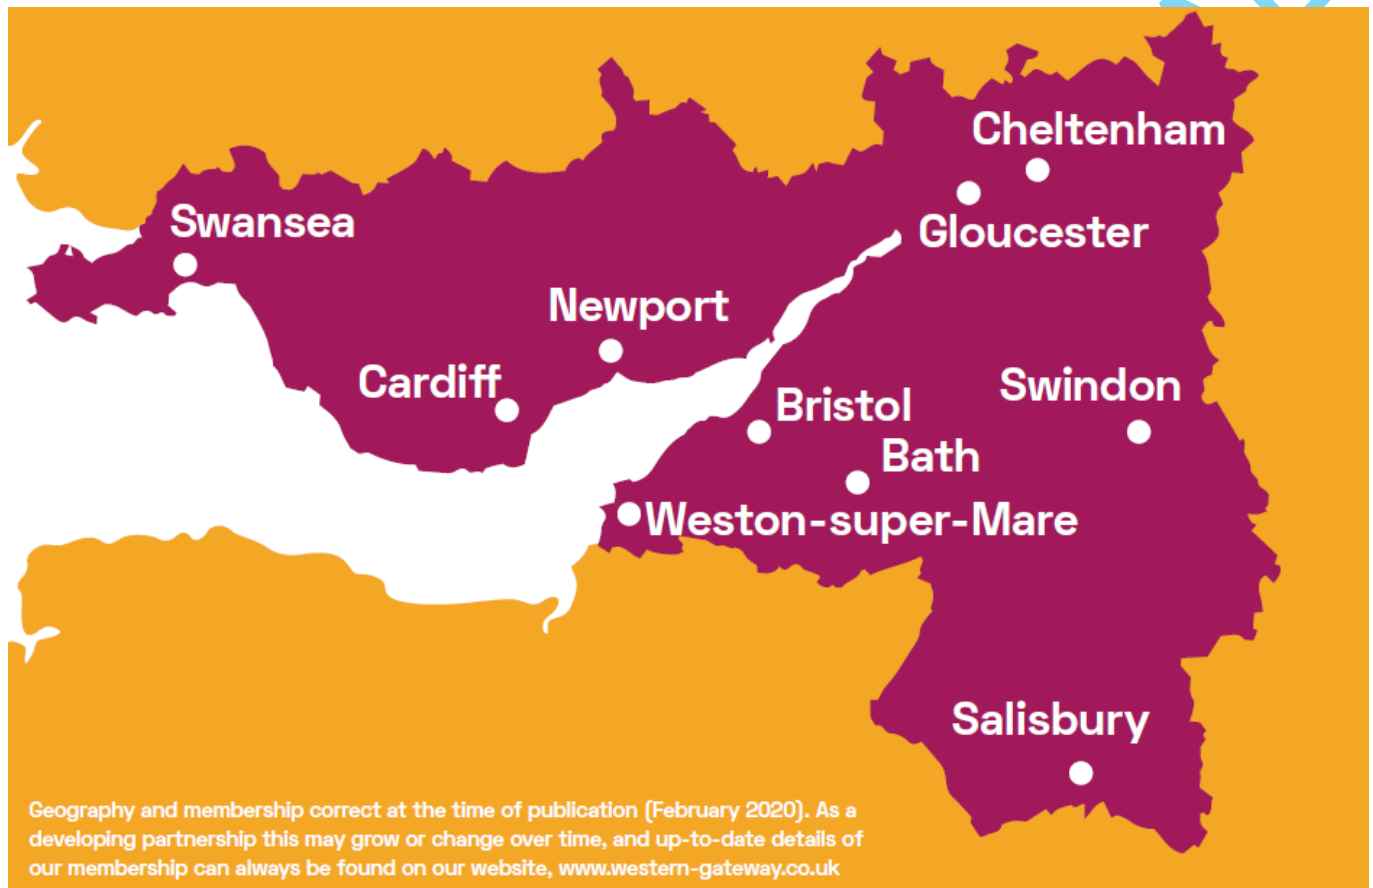 Cheltenham
Gloucester
Swansea
Newport
Cardiff
Swindon
Bristol
Bath
Weston-super-Mare
Salisbury
Geography and membership correct at the time of publication (February 2020). As a
developing partnership this may grow or change over time, and up-to-date details of
our membership can always be found on our website, www.western-gateway.co.uk